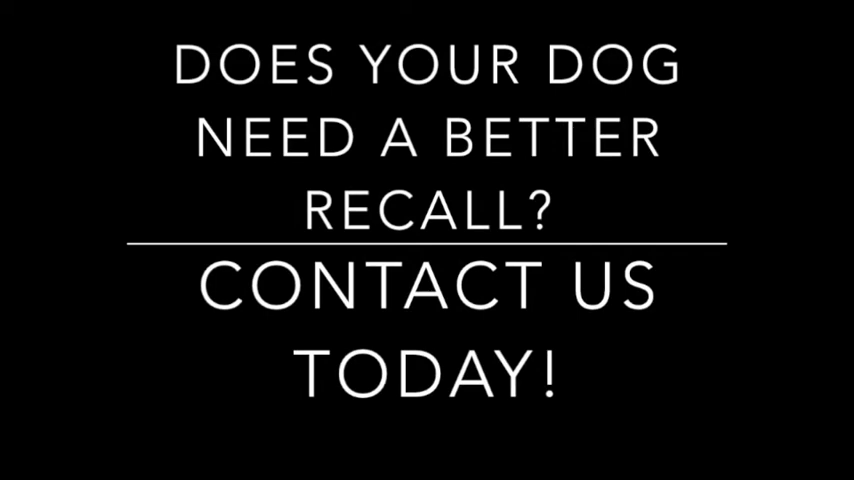 DOES YOUR DOG
NEED A BETTER
RECALL?
CONTACT US
TODAY!